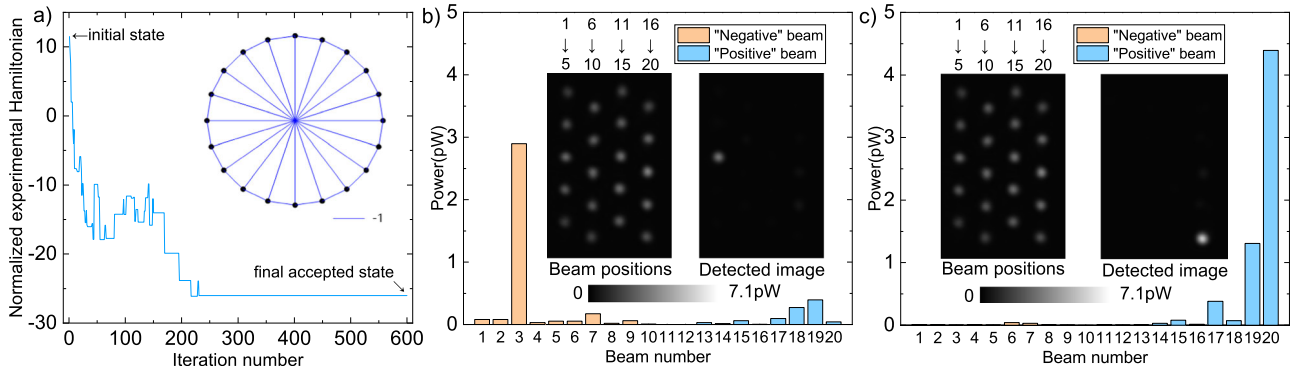 a)
Normalized experimental Hamiltonian
10
0
-10
-20
-30
←initial state
-1
final accepted state
0 100 200 300 400 500 600
Iteration number
b)
Power(pW)
5
4
3
2
1
0
1 6 11 16
5 10 15 20
"Negative" beam
"Positive" beam
Beam positions
Detected image
0 7.1pW
1 2 3 4 5 6 7 8 9 10 11 12 13 14 15 16 17 18 19 20
Beam number
c)
Power(pW)
5
4
3
2
1
0
1 6 11 16
5 10 15 20
"Negative" beam
"Positive" beam
Beam positions
Detected image
0 7.1pW
1 2 3 4 5 6 7 8 9 10 11 12 13 14 15 16 17 18 19 20
Beam number